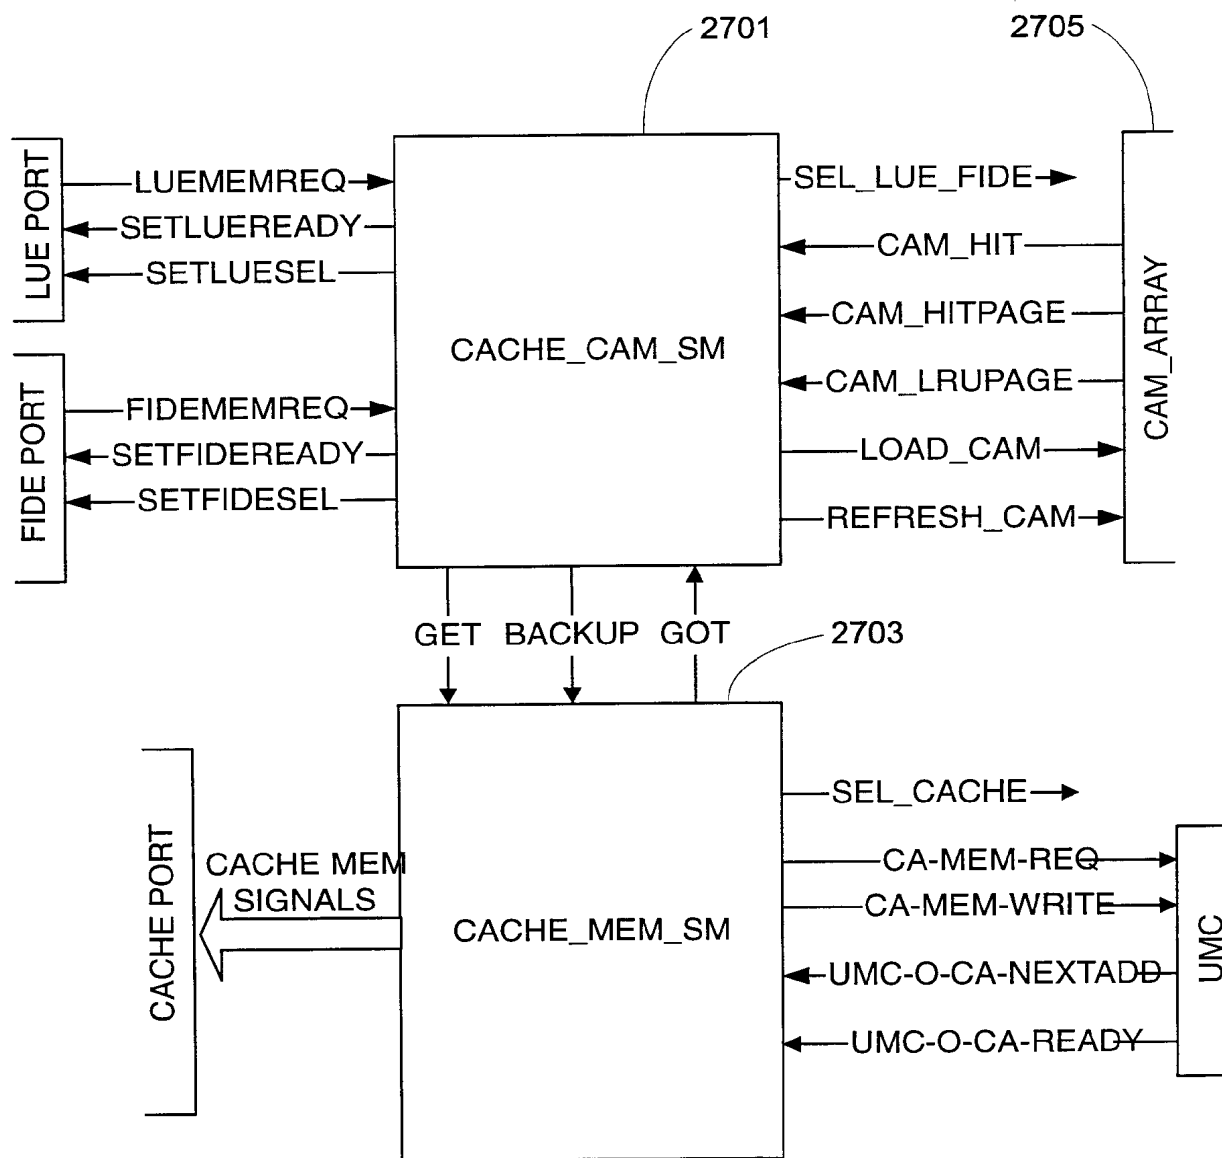 2701
2705
LUE PORT
LUEMEMREQ
SETLUEREADY
SETLUESEL
FIDE PORT
FIDEMEMREQ
SETFIDEREADY
SETFIDESEL
CACHE_CAM_SM
SEL_LUE_FIDE
CAM_HIT
CAM_HITPAGE
CAM_LRUPAGE
LOAD_CAM
REFRESH_CAM
CAM_ARRAY
GET
BACKUP
GOT
2703
CACHE PORT
CACHE MEM
SIGNALS
CACHE_MEM_SM
SEL_CACHE
CA-MEM-REQ
CA-MEM-WRITE
UMC-O-CA-NEXTADD
UMC-O-CA-READY
UMC